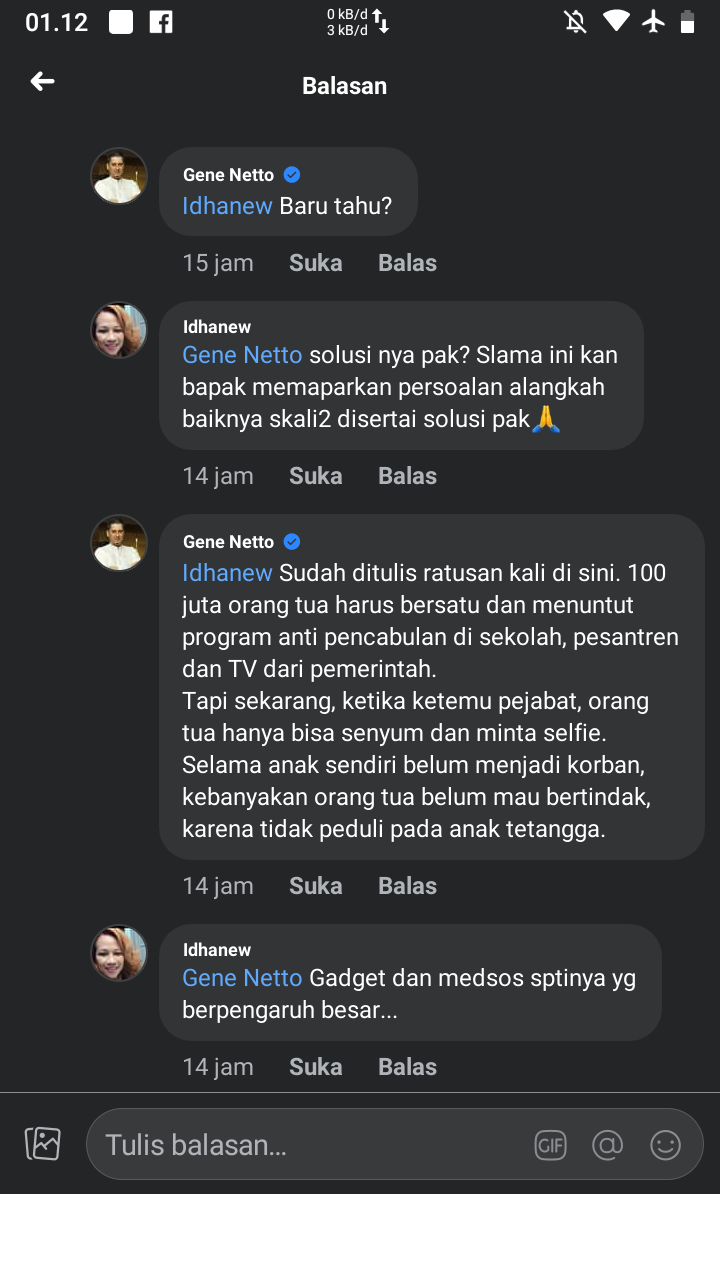 01.12
0 kB/d
3 kB/d
Balasan
Gene Netto
Idhanew Baru tahu?
15 jam Suka Balas
Idhanew
Gene Netto solusi nya pak? Slama ini kan
bapak memaparkan persoalan alangkah
baiknya skali2 disertai solusi pak🙏
14 jam Suka Balas
Gene Netto
Idhanew Sudah ditulis ratusan kali di sini. 100
juta orang tua harus bersatu dan menuntut
program anti pencabulan di sekolah, pesantren
dan TV dari pemerintah.
Tapi sekarang, ketika ketemu pejabat, orang
tua hanya bisa senyum dan minta selfie.
Selama anak sendiri belum menjadi korban,
kebanyakan orang tua belum mau bertindak,
karena tidak peduli pada anak tetangga.
14 jam Suka Balas
Idhanew
Gene Netto Gadget dan medsos sptinya yg
berpengaruh besar...
14 jam Suka Balas
Tulis balasan... GIF @